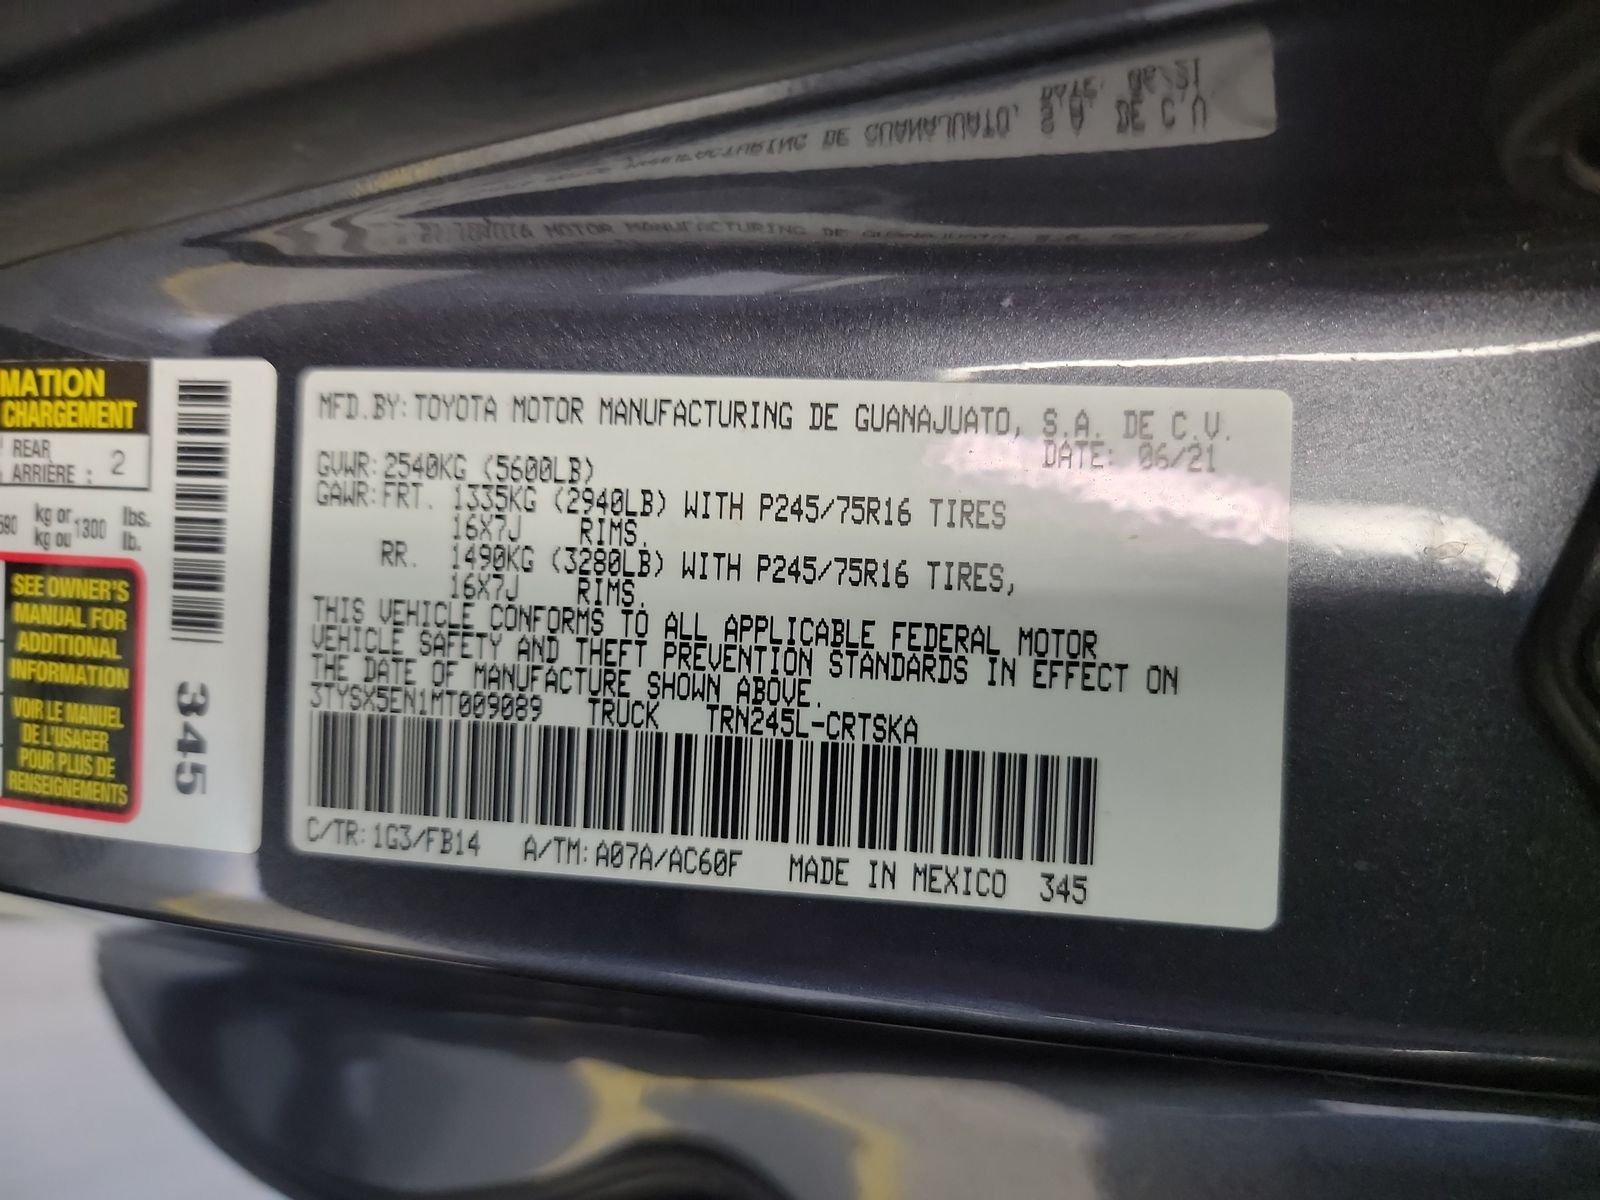 MATION
CHARGEMENT
REAR
ARRIÈRE : 2
kg or 1300 lbs.
kg ou lb.
SEE OWNER'S
MANUAL FOR
ADDITIONAL
INFORMATION
VOIR LE MANUEL
DE L'USAGER
POUR PLUS DE
RENSEIGNEMENTS
345
MFD.BY:TOYOTA MOTOR MANUFACTURING DE GUANAJUATO, S.A. DE C.V.
DATE: 06/21
GVWR:2540KG (5600LB)
GAWR:FRT. 1335KG (2940LB) WITH P245/75R16 TIRES
16X7J RIMS.
RR. 1490KG (3280LB) WITH P245/75R16 TIRES,
16X7J RIMS.
THIS VEHICLE CONFORMS TO ALL APPLICABLE FEDERAL MOTOR
VEHICLE SAFETY AND THEFT PREVENTION STANDARDS IN EFFECT ON
THE DATE OF MANUFACTURE SHOWN ABOVE.
3TYSX5EN1MT009089 TRUCK TRN245L-CRTSKA
C/TR:1G3/FB14 A/TM:A07A/AC60F MADE IN MEXICO 345